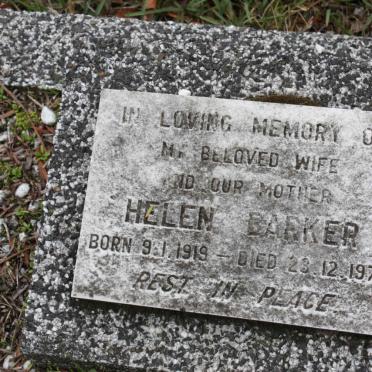 IN LOVING MEMORY O
MY BELOVED WIFE
AND OUR MOTHER
HELEN BARKER
BORN 9.1.1919 - DIED 23.12.197
REST IN PEACE